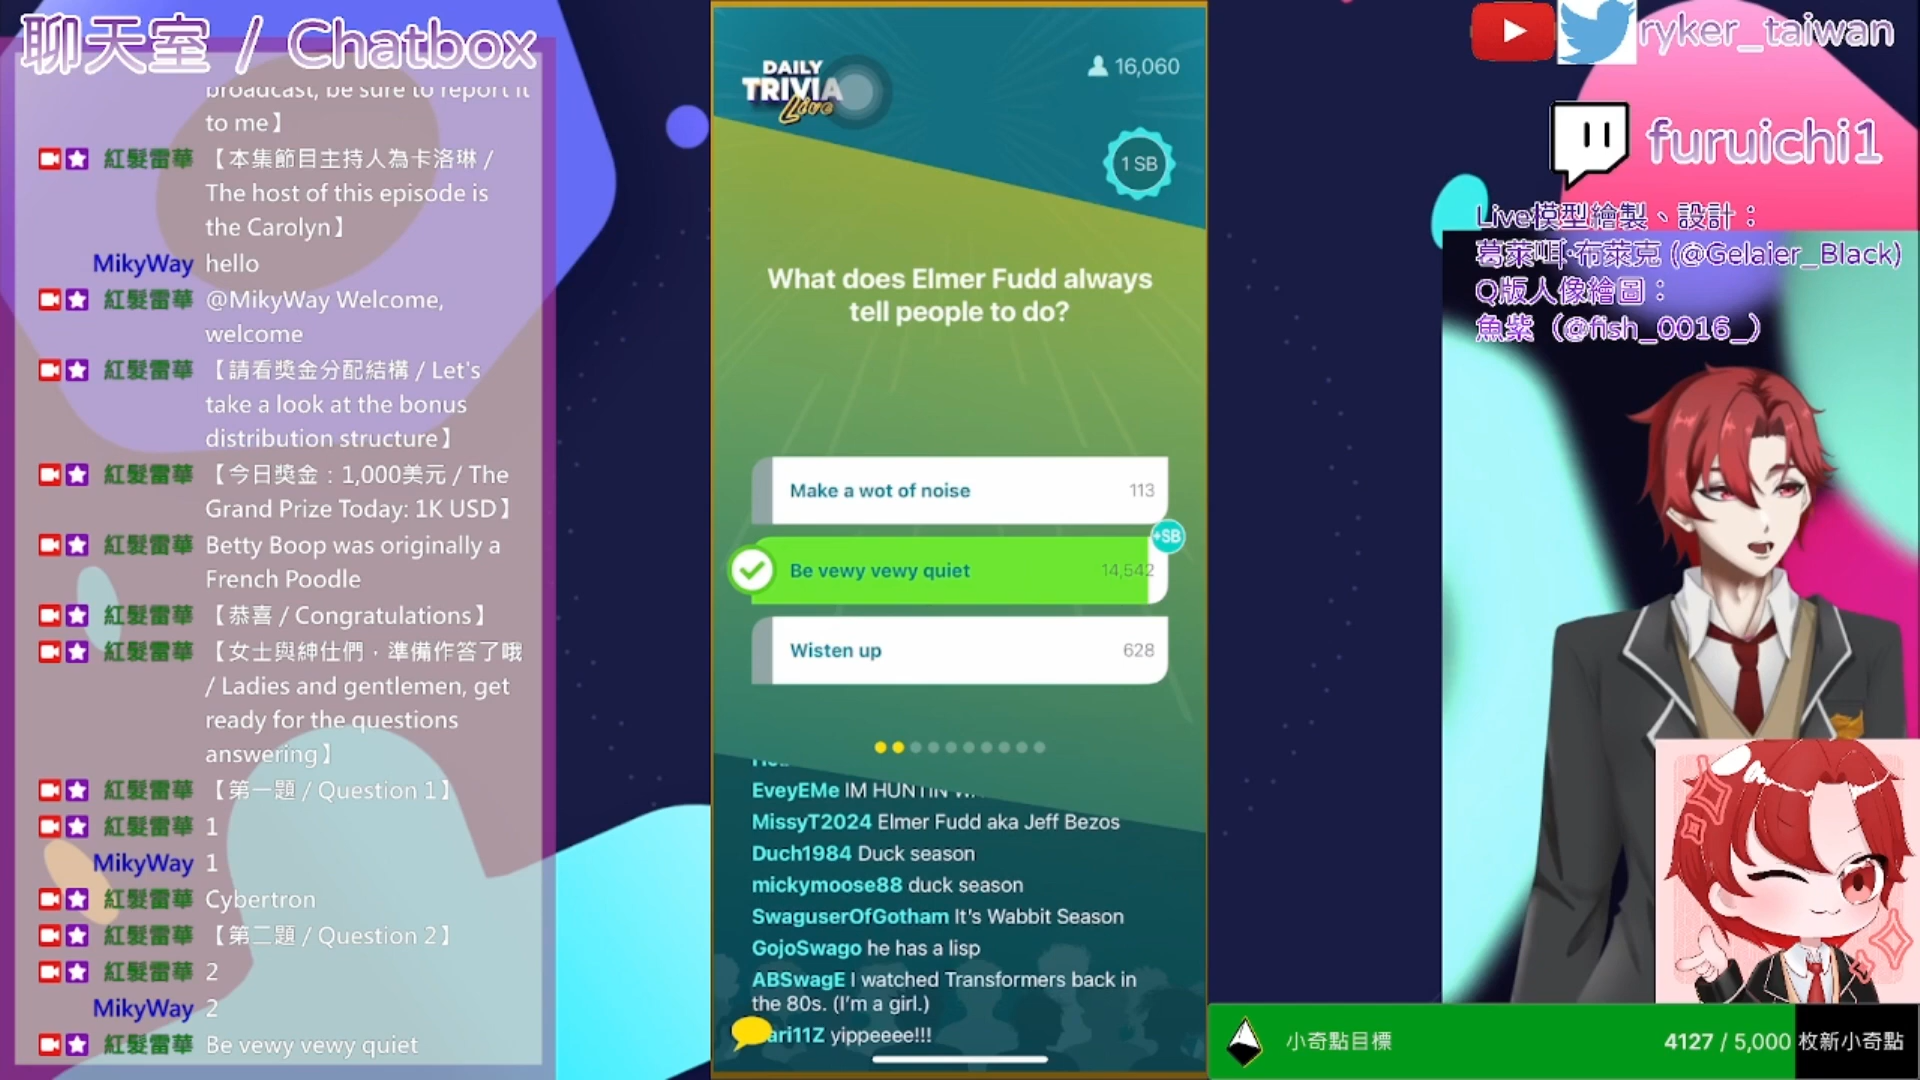 聊天室 / Chatbox
broadcast, be sure to report it
to me】
紅髮雷華 【本集節目主持人為卡洛琳 /
The host of this episode is
the Carolyn】
MikyWay hello
紅髮雷華 @MikyWay Welcome,
welcome
紅髮雷華 【請看獎金分配結構 / Let's
take a look at the bonus
distribution structure】
紅髮雷華 【今日獎金：1,000美元 / The
Grand Prize Today: 1K USD】
紅髮雷華 Betty Boop was originally a
French Poodle
紅髮雷華 【恭喜 / Congratulations】
紅髮雷華 【女士與紳仕們，準備作答了哦
/ Ladies and gentlemen, get
ready for the questions
answering】
紅髮雷華 【第一題 / Question 1】
紅髮雷華 1
MikyWay 1
紅髮雷華 Cybertron
紅髮雷華 【第二題 / Question 2】
紅髮雷華 2
MikyWay 2
紅髮雷華 Be vewy vewy quiet
DAILY
TRIVIA
Live
16,060
1 SB
What does Elmer Fudd always
tell people to do?
Make a wot of noise 113
+SB
Be vewy vewy quiet 14,542
Wisten up 628
EveyEMe IM HUNTIN
MissyT2024 Elmer Fudd aka Jeff Bezos
Duch1984 Duck season
mickymoose88 duck season
SwaguserOfGotham It's Wabbit Season
GojoSwago he has a lisp
ABSwagE I watched Transformers back in
the 80s. (I'm a girl.)
ari11Z yippeeee!!!
ryker_taiwan
furuichi1
Live模型繪製、設計：
葛萊咡·布萊克 (@Gelaier_Black)
Q版人像繪圖：
魚紫 （@fish_0016_）
小奇點目標 4127 / 5,000 枚新小奇點